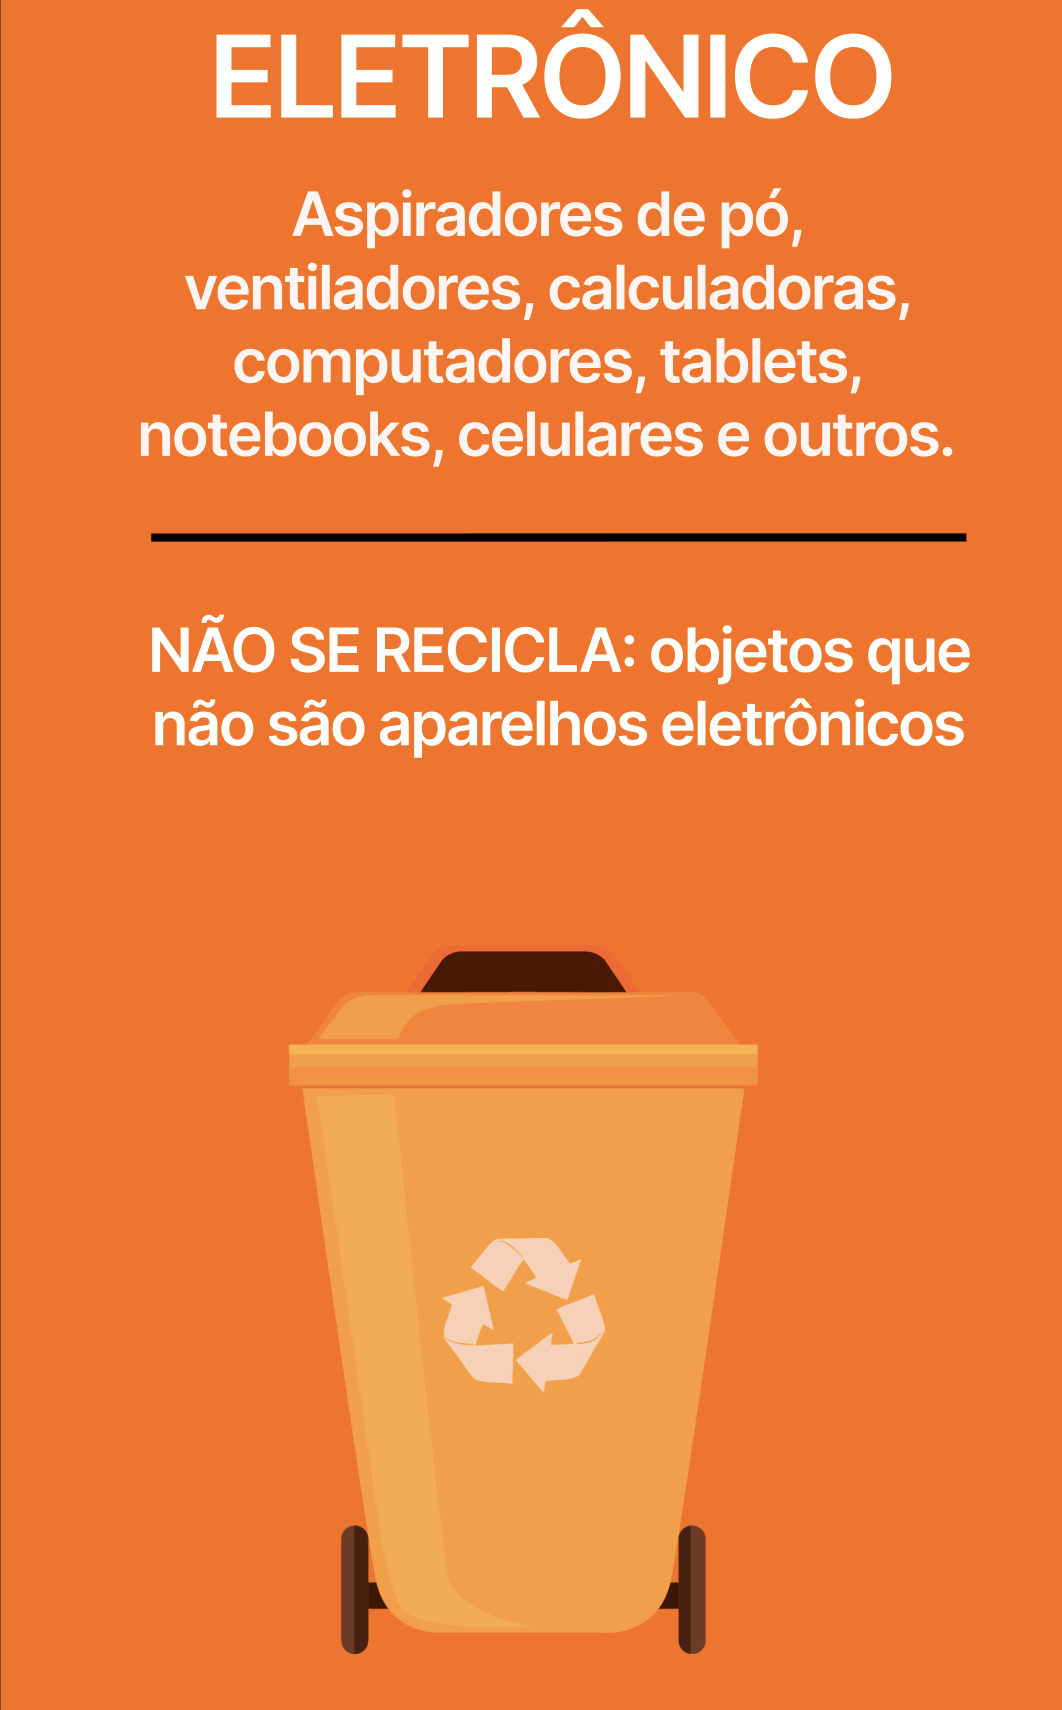 ELETRÔNICO
Aspiradores de pó,
ventiladores, calculadoras,
computadores, tablets,
notebooks, celulares e outros.
NÃO SE RECICLA: objetos que
não são aparelhos eletrônicos